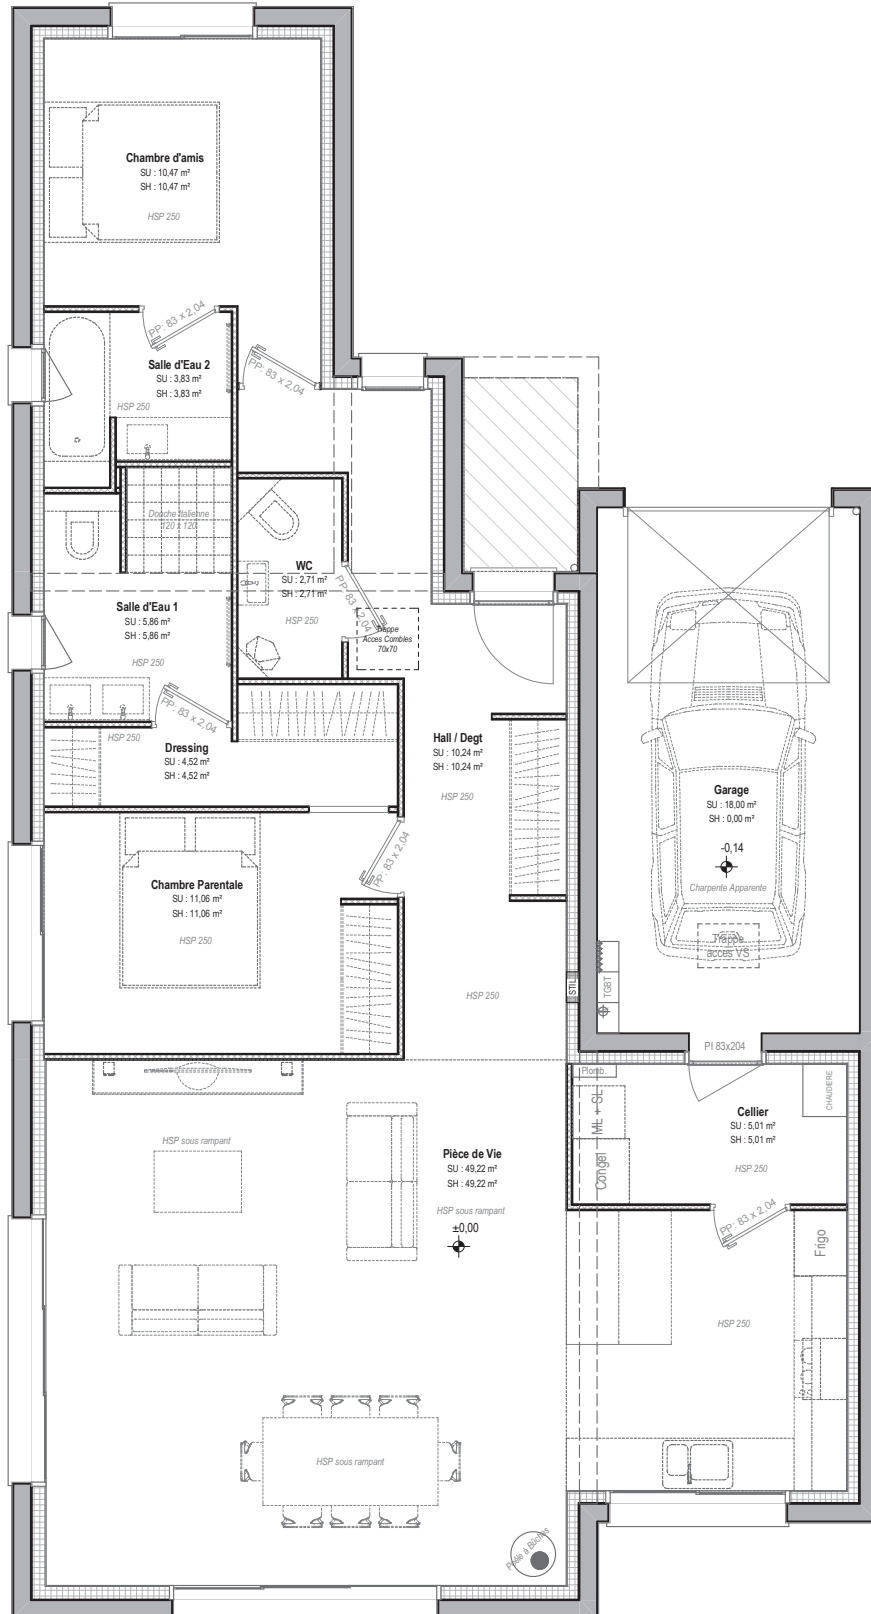 Chambre d'amis
SU : 10,47 m²
SH : 10,47 m²
HSP 250
PP: 83 x 2,04
Salle d'Eau 2
SU : 3,83 m²
SH : 3,83 m²
HSP 250
PP: 83 x 2,04
Douche Italienne
120 x 120
WC
SU : 2,71 m²
SH : 2,71 m²
HSP 250
PP: 83 x 2,04
Trappe
Acces Combles
70x70
Salle d'Eau 1
SU : 5,86 m²
SH : 5,86 m²
HSP 250
PP: 83 x 2,04
HSP 250
Dressing
SU : 4,52 m²
SH : 4,52 m²
Hall / Degt
SU : 10,24 m²
SH : 10,24 m²
HSP 250
Garage
SU : 18,00 m²
SH : 0,00 m²
-0,14
Charpente Apparente
Trappe
accès VS
PP: 83 x 2,04
Chambre Parentale
SU : 11,06 m²
SH : 11,06 m²
HSP 250
HSP 250
TGBT
PI 83x204
Plomb.
ML + SL
Congel
CHAUDIERE
Cellier
SU : 5,01 m²
SH : 5,01 m²
HSP 250
PP: 83 x 2,04
HSP sous rampant
Pièce de Vie
SU : 49,22 m²
SH : 49,22 m²
HSP sous rampant
±0,00
Frigo
HSP 250
HSP sous rampant
Poêle à Bûches